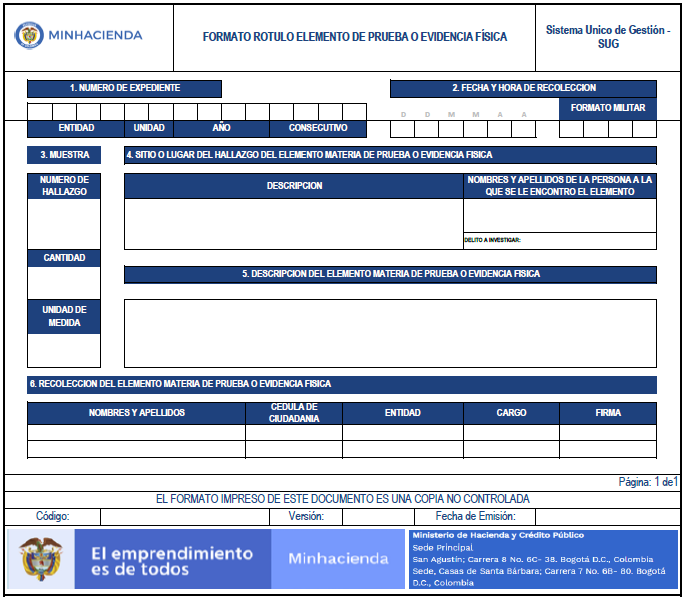 MINHACIENDA
FORMATO ROTULO ELEMENTO DE PRUEBA O EVIDENCIA FÍSICA
Sistema Unico de Gestión -
SUG
1. NUMERO DE EXPEDIENTE
2. FECHA Y HORA DE RECOLECCION
D D M M A A
FORMATO MILITAR
ENTIDAD UNIDAD AÑO CONSECUTIVO
3. MUESTRA
4. SITIO O LUGAR DEL HALLAZGO DEL ELEMENTO MATERIA DE PRUEBA O EVIDENCIA FISICA
NUMERO DE
HALLAZGO
DESCRIPCION
NOMBRES Y APELLIDOS DE LA PERSONA A LA
QUE SE LE ENCONTRO EL ELEMENTO
DELITO A INVESTIGAR:
CANTIDAD
5. DESCRIPCION DEL ELEMENTO MATERIA DE PRUEBA O EVIDENCIA FISICA
UNIDAD DE
MEDIDA
6. RECOLECCION DEL ELEMENTO MATERIA DE PRUEBA O EVIDENCIA FISICA
NOMBRES Y APELLIDOS
CEDULA DE
CIUDADANIA
ENTIDAD
CARGO
FIRMA
Página: 1 de1
EL FORMATO IMPRESO DE ESTE DOCUMENTO ES UNA COPIA NO CONTROLADA
Código: Versión: Fecha de Emisión:
El emprendimiento
es de todos
Minhacienda
Ministerio de Hacienda y Crédito Público
Sede Principal
San Agustín; Carrera 8 No. 6C- 38. Bogotá D.C., Colombia
Sede, Casas de Santa Bárbara; Carrera 7 No. 6B- 80. Bogotá
D.C., Colombia